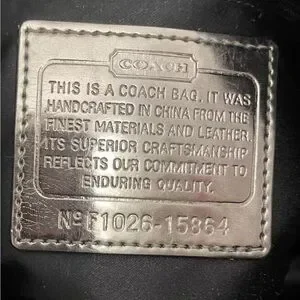 COACH
THIS IS A COACH BAG. IT WAS
HANDCRAFTED IN CHINA FROM THE
FINEST MATERIALS AND LEATHER.
ITS SUPERIOR CRAFTSMANSHIP
REFLECTS OUR COMMITMENT TO
ENDURING QUALITY.
Nº F1026-15864